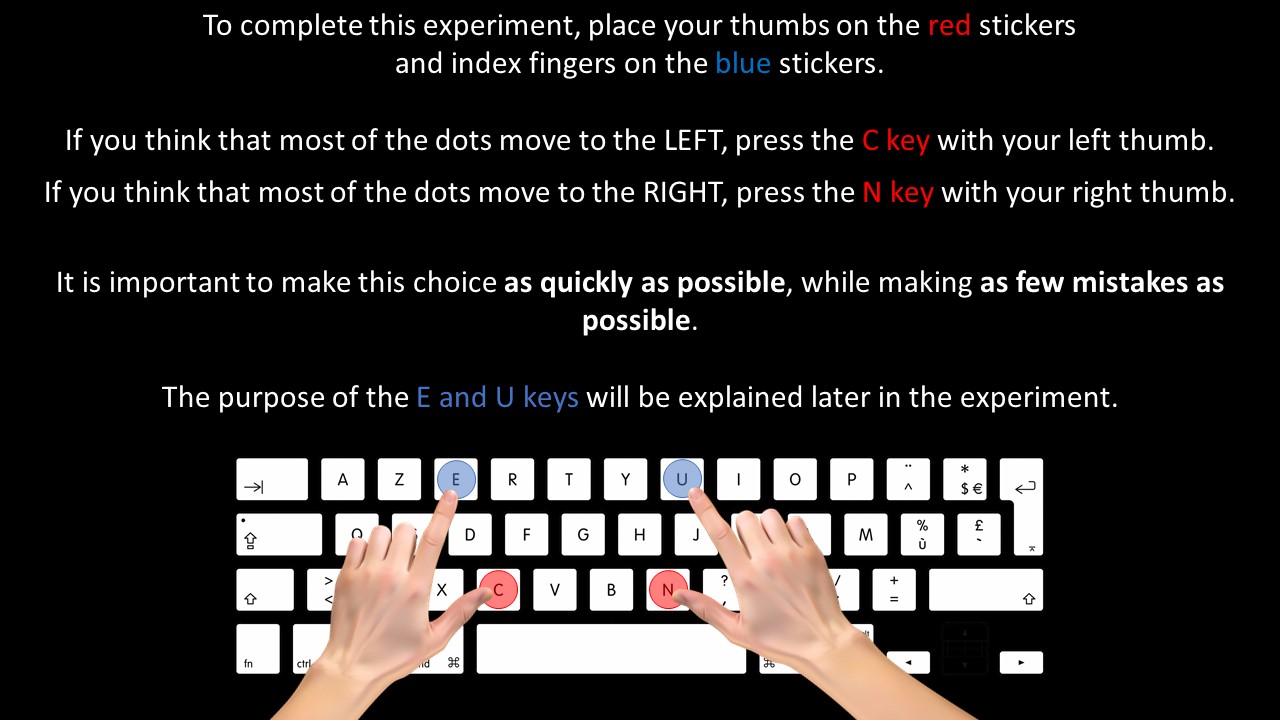 To complete this experiment, place your thumbs on the red stickers
and index fingers on the blue stickers.
If you think that most of the dots move to the LEFT, press the C key with your left thumb.
If you think that most of the dots move to the RIGHT, press the N key with your right thumb.
It is important to make this choice as quickly as possible, while making as few mistakes as
possible.
The purpose of the E and U keys will be explained later in the experiment.
A Z E R T Y U I O P ¨ ^ * $ €
Q D F G H J M % ù £ `
> < X C V B N ? , / + =
fn ctrl ⌘ ⌘